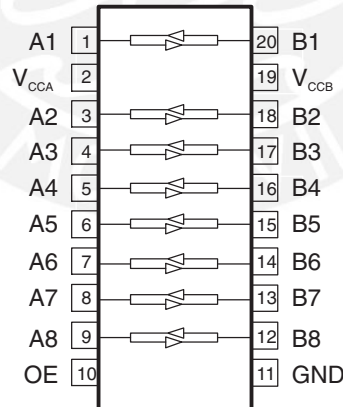 A1 1 20 B1
VCCA 2 19 VCCB
A2 3 18 B2
A3 4 17 B3
A4 5 16 B4
A5 6 15 B5
A6 7 14 B6
A7 8 13 B7
A8 9 12 B8
OE 10 11 GND